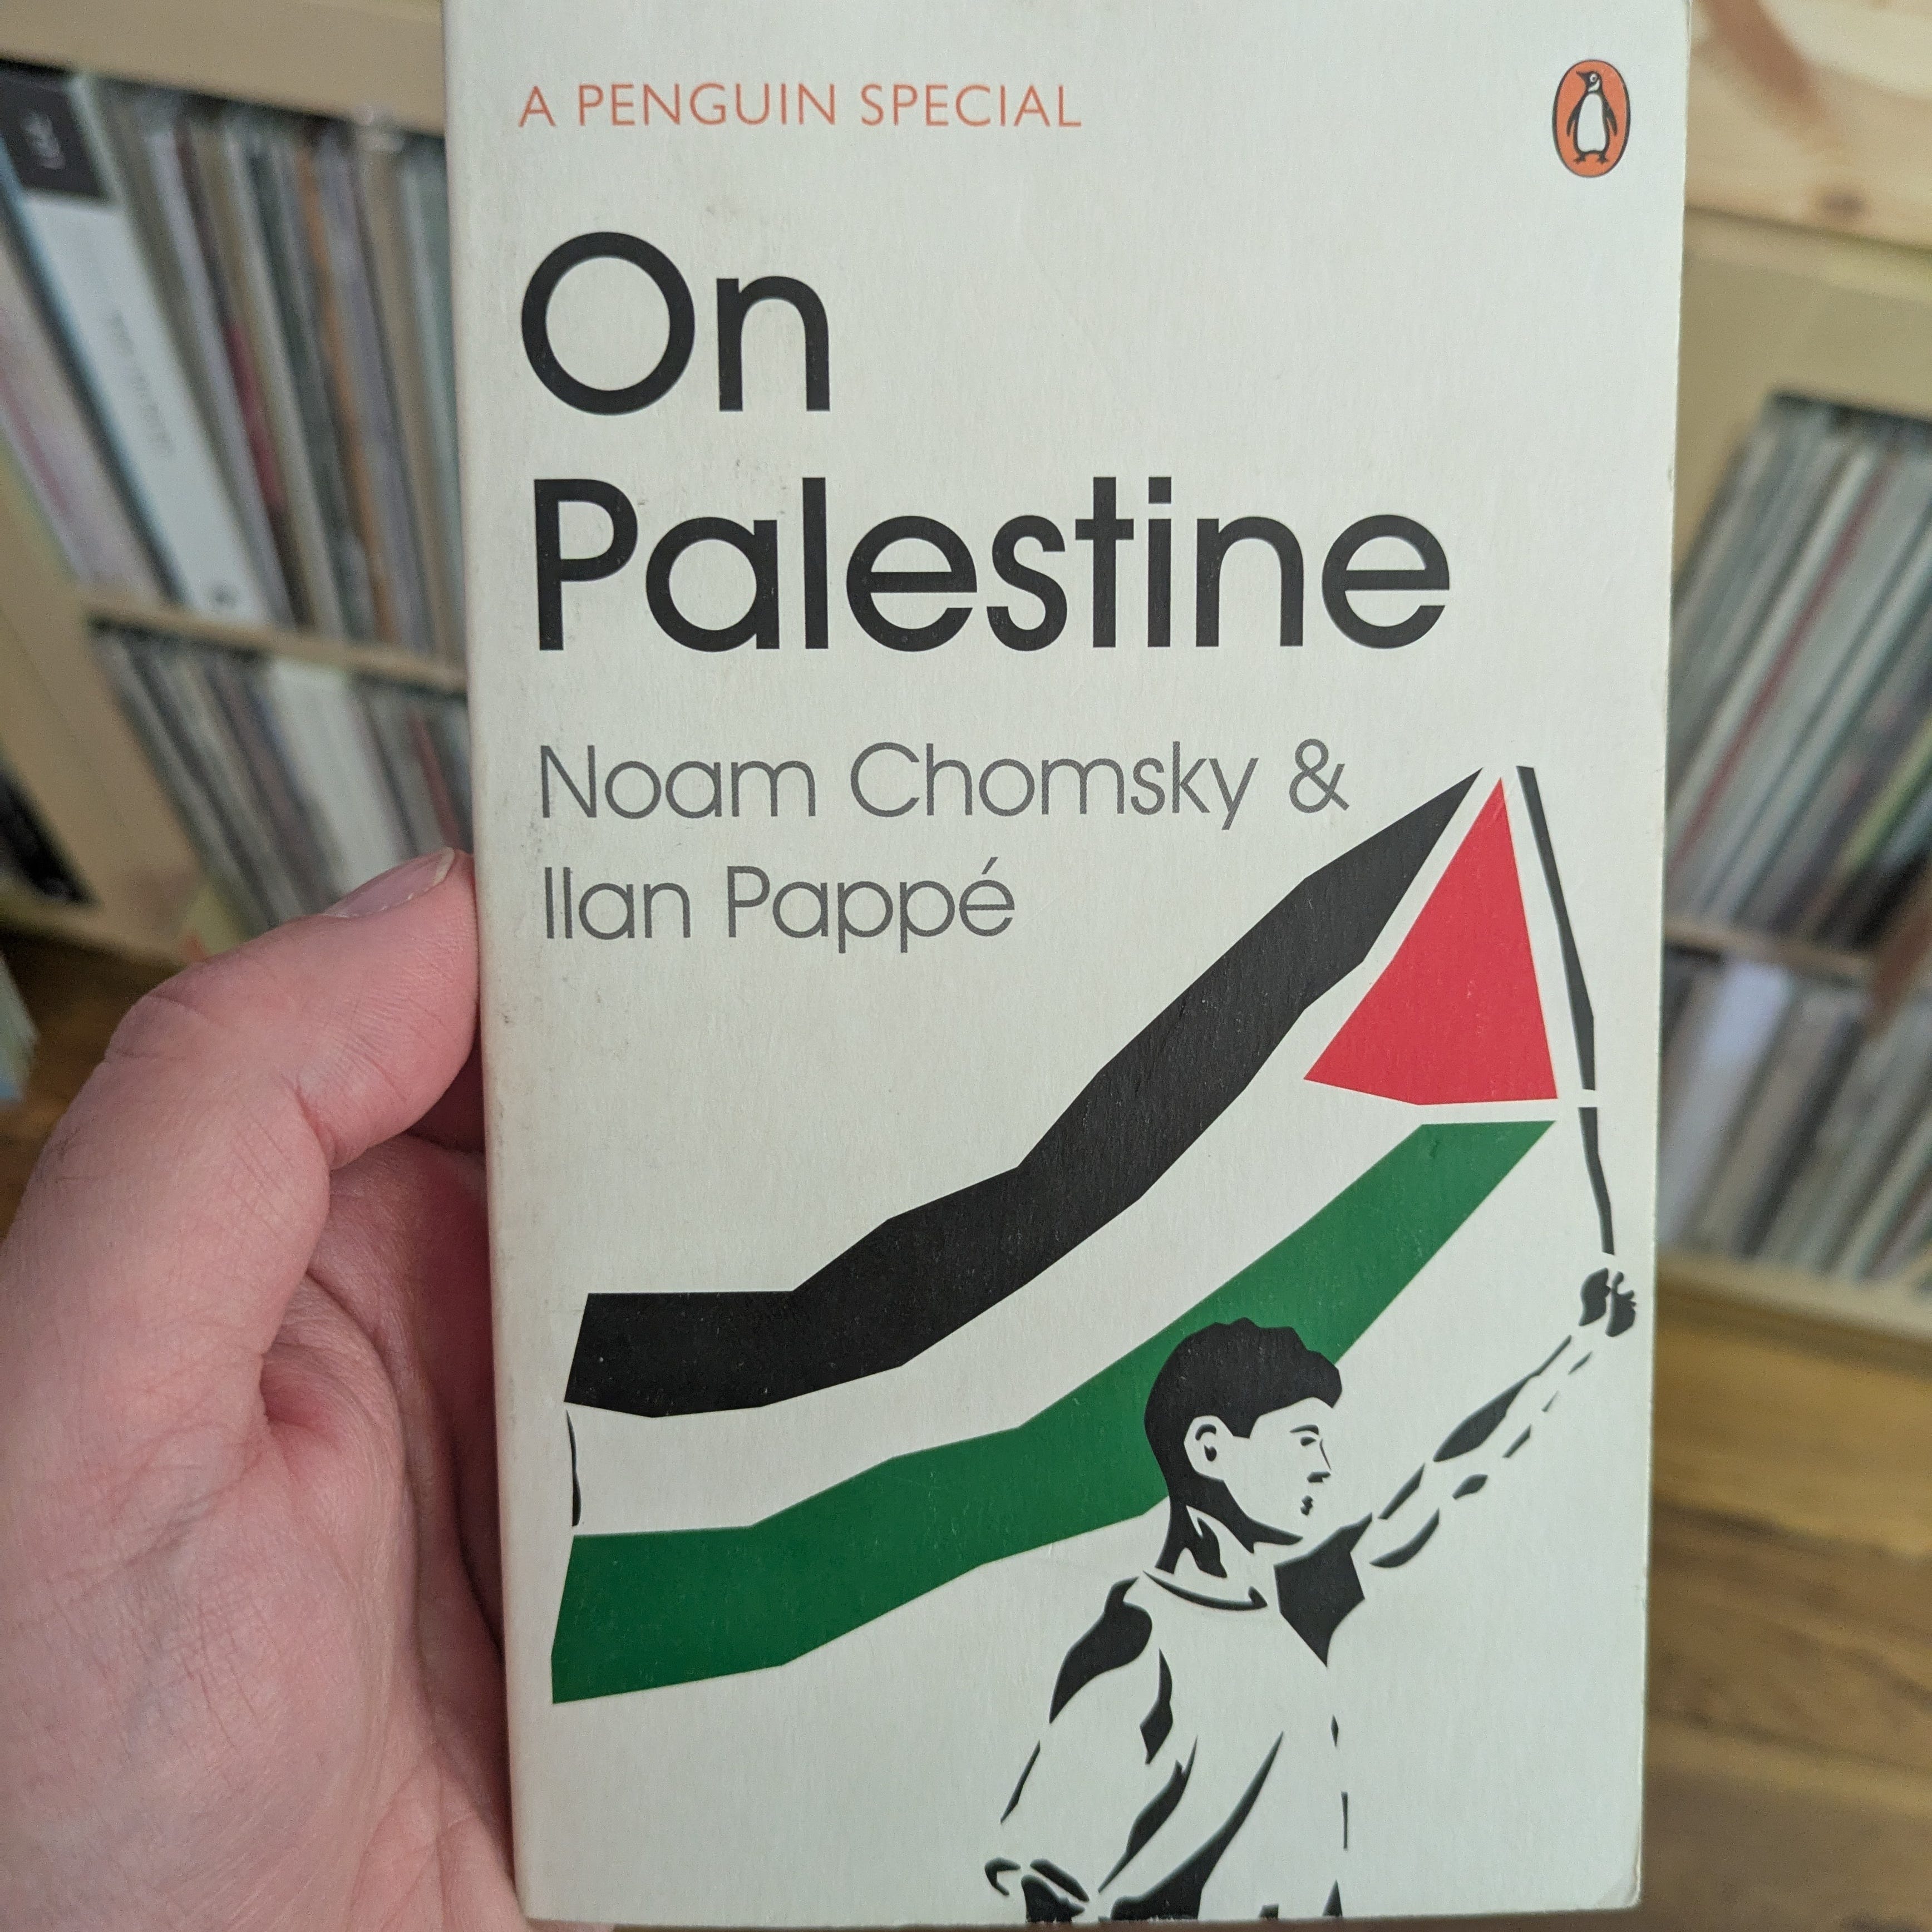 A PENGUIN SPECIAL
On
Palestine
Noam Chomsky &
Ilan Pappé